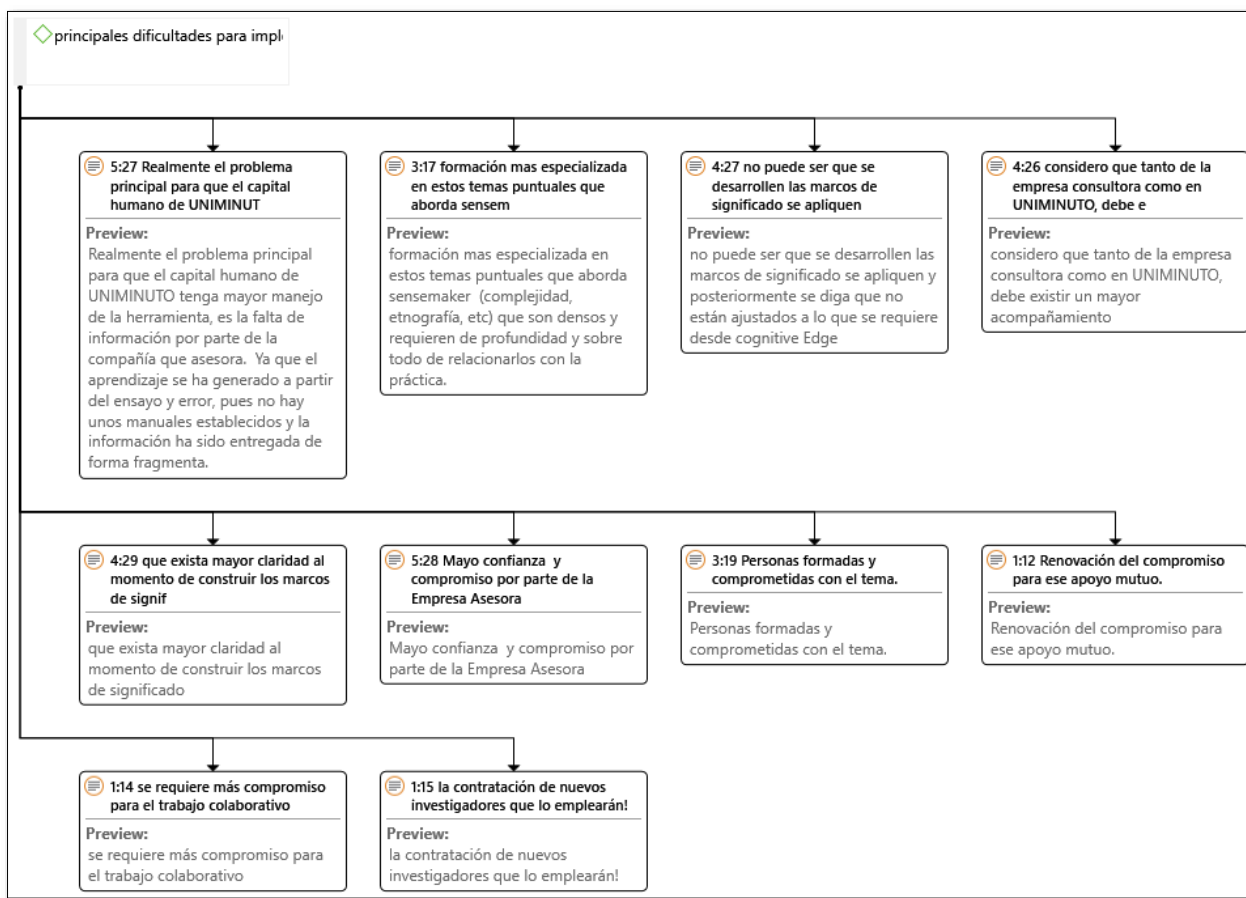 principales dificultades para impl
5:27 Realmente el problema
principal para que el capital
humano de UNIMINUT
Preview:
Realmente el problema principal
para que el capital humano de
UNIMINUTO tenga mayor manejo
de la herramienta, es la falta de
información por parte de la
compañía que asesora.  Ya que el
aprendizaje se ha generado a partir
del ensayo y error, pues no hay
unos manuales establecidos y la
información ha sido entregada de
forma fragmenta.
3:17 formación mas especializada
en estos temas puntuales que
aborda sensem
Preview:
formación mas especializada en
estos temas puntuales que aborda
sensemaker  (complejidad,
etnografía, etc) que son densos y
requieren de profundidad y sobre
todo de relacionarlos con la
práctica.
4:27 no puede ser que se
desarrollen las marcos de
significado se apliquen
Preview:
no puede ser que se desarrollen las
marcos de significado se apliquen y
posteriormente se diga que no
están ajustados a lo que se requiere
desde cognitive Edge
4:26 considero que tanto de la
empresa consultora como en
UNIMINUTO, debe e
Preview:
considero que tanto de la empresa
consultora como en UNIMINUTO,
debe existir un mayor
acompañamiento
4:29 que exista mayor claridad al
momento de construir los marcos
de signif
Preview:
que exista mayor claridad al
momento de construir los marcos
de significado
5:28 Mayo confianza  y
compromiso por parte de la
Empresa Asesora
Preview:
Mayo confianza  y compromiso por
parte de la Empresa Asesora
3:19 Personas formadas y
comprometidas con el tema.
Preview:
Personas formadas y
comprometidas con el tema.
1:12 Renovación del compromiso
para ese apoyo mutuo.
Preview:
Renovación del compromiso para
ese apoyo mutuo.
1:14 se requiere más compromiso
para el trabajo colaborativo
Preview:
se requiere más compromiso para
el trabajo colaborativo
1:15 la contratación de nuevos
investigadores que lo emplearán!
Preview:
la contratación de nuevos
investigadores que lo emplearán!